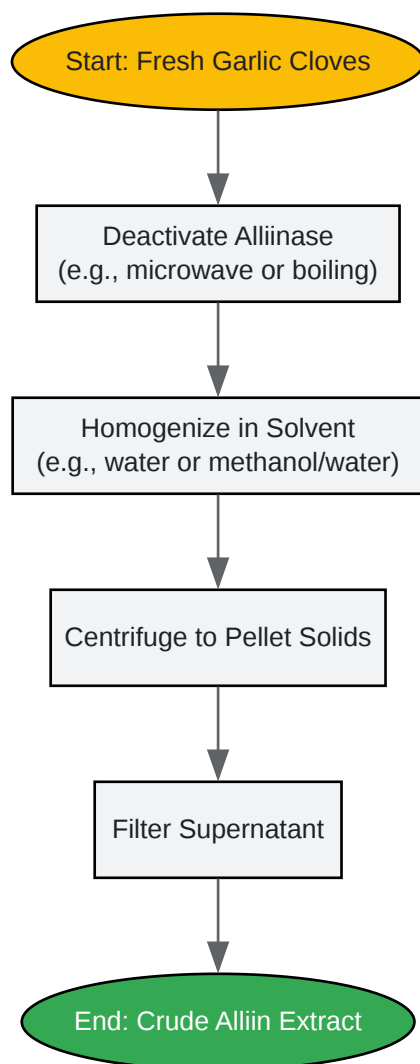 Start: Fresh Garlic Cloves
Deactivate Alliinase
(e.g., microwave or boiling)
Homogenize in Solvent
(e.g., water or methanol/water)
Centrifuge to Pellet Solids
Filter Supernatant
End: Crude Alliin Extract